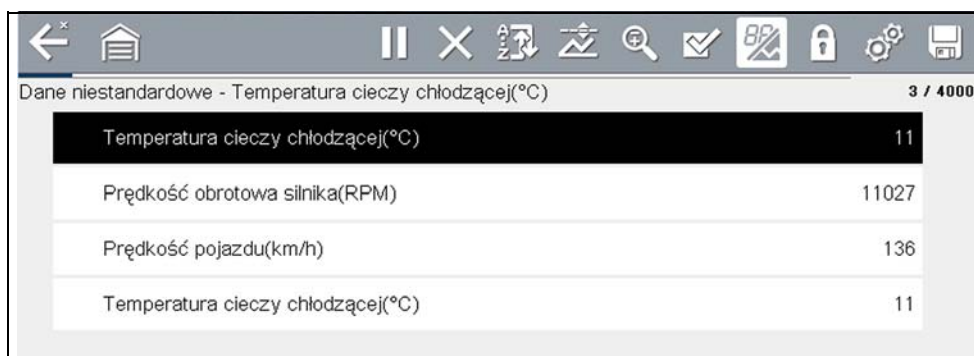 Dane niestandardowe - Temperatura cieczy chłodzącej(°C) 3 / 4000
Temperatura cieczy chłodzącej(°C) 11
Prędkość obrotowa silnika(RPM) 11027
Prędkość pojazdu(km/h) 136
Temperatura cieczy chłodzącej(°C) 11